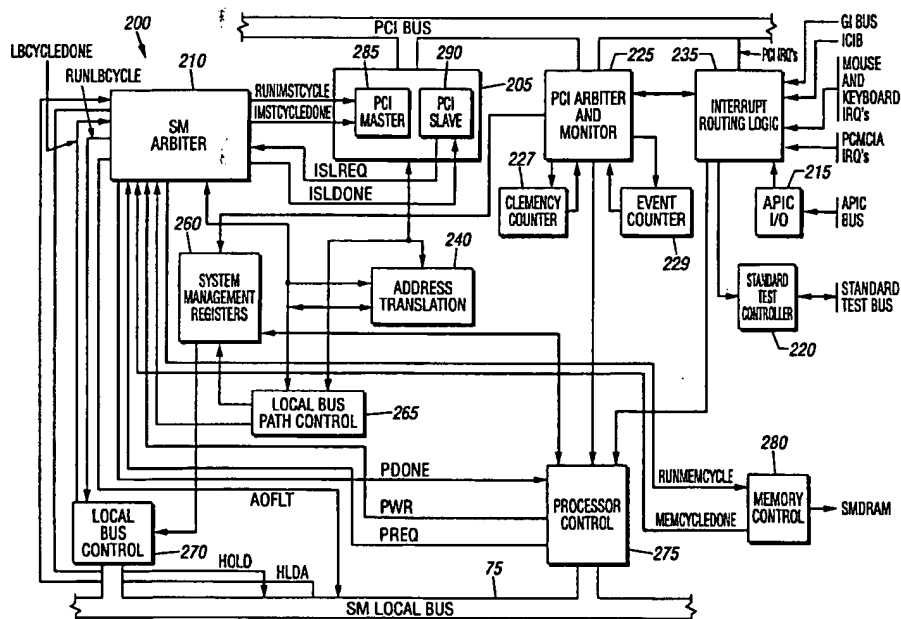 200
LBCYCLEDONE
RUNLBCYCLE
210
SM
ARBITER
PCI BUS
RUNIMSTCYCLE
IMSTCYCLEDONE
ISLREQ
ISLDONE
285
PCI
MASTER
290
PCI
SLAVE
205
225
PCI ARBITER
AND
MONITOR
235
PCI IRQ's
INTERRUPT
ROUTING LOGIC
GI BUS
ICIB
MOUSE
AND
KEYBOARD
IRQ's
PCMCIA
IRQ's
227
CLEMENCY
COUNTER
EVENT
COUNTER
229
215
APIC
I/O
APIC
BUS
260
SYSTEM
MANAGEMENT
REGISTERS
240
ADDRESS
TRANSLATION
STANDARD
TEST
CONTROLLER
220
STANDARD
TEST BUS
LOCAL BUS
PATH CONTROL
265
PDONE
AOFLT
PWR
PREQ
PROCESSOR
CONTROL
275
RUNMEMCYCLE
MEMCYCLEDONE
280
MEMORY
CONTROL
SMDRAM
LOCAL
BUS
CONTROL
270
HOLD
HLDA
75
SM LOCAL BUS